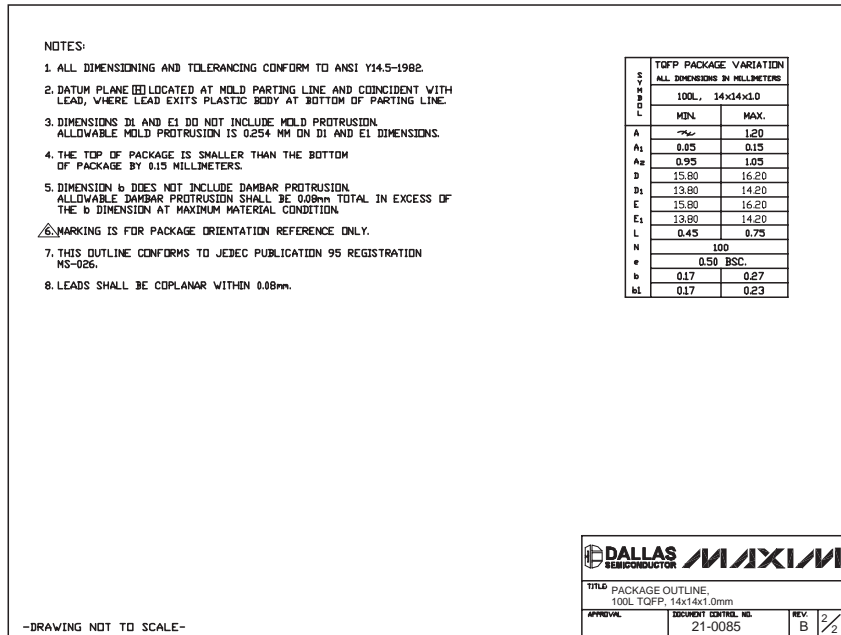 NOTES:
1. ALL DIMENSIONING AND TOLERANCING CONFORM TO ANSI Y14.5-1982.
2. DATUM PLANE H LOCATED AT MOLD PARTING LINE AND COINCIDENT WITH
LEAD, WHERE LEAD EXITS PLASTIC BODY AT BOTTOM OF PARTING LINE.
3. DIMENSIONS D1 AND E1 DO NOT INCLUDE MOLD PROTRUSION.
ALLOWABLE MOLD PROTRUSION IS 0.254 MM ON D1 AND E1 DIMENSIONS.
4. THE TOP OF PACKAGE IS SMALLER THAN THE BOTTOM
OF PACKAGE BY 0.15 MILLIMETERS.
5. DIMENSION b DOES NOT INCLUDE DAMBAR PROTRUSION.
ALLOWABLE DAMBAR PROTRUSION SHALL BE 0.08mm TOTAL IN EXCESS OF
THE b DIMENSION AT MAXIMUM MATERIAL CONDITION.
6. MARKING IS FOR PACKAGE ORIENTATION REFERENCE ONLY.
7. THIS OUTLINE CONFORMS TO JEDEC PUBLICATION 95 REGISTRATION
MS-026.
8. LEADS SHALL BE COPLANAR WITHIN 0.08mm.
SYMBOL
TQFP PACKAGE VARIATION
ALL DIMENSIONS IN MILLIMETERS
100L, 14x14x1.0
MIN. MAX.
A 1.20
A1 0.05 0.15
A2 0.95 1.05
D 15.80 16.20
D1 13.80 14.20
E 15.80 16.20
E1 13.80 14.20
L 0.45 0.75
N 100
e 0.50 BSC.
b 0.17 0.27
b1 0.17 0.23
DALLAS SEMICONDUCTOR MAXIM
TITLE: PACKAGE OUTLINE,
100L TQFP, 14x14x1.0mm
APPROVAL DOCUMENT CONTROL NO. REV.
21-0085 B 2/2
-DRAWING NOT TO SCALE-